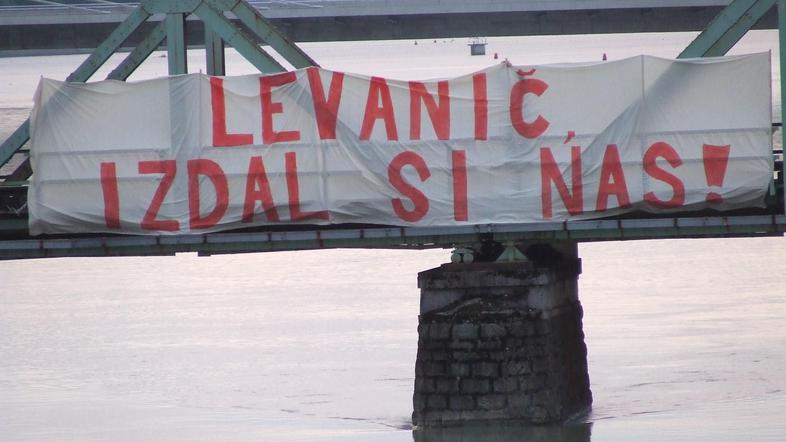 LEVANIČ,
IZDAL SI NAS!